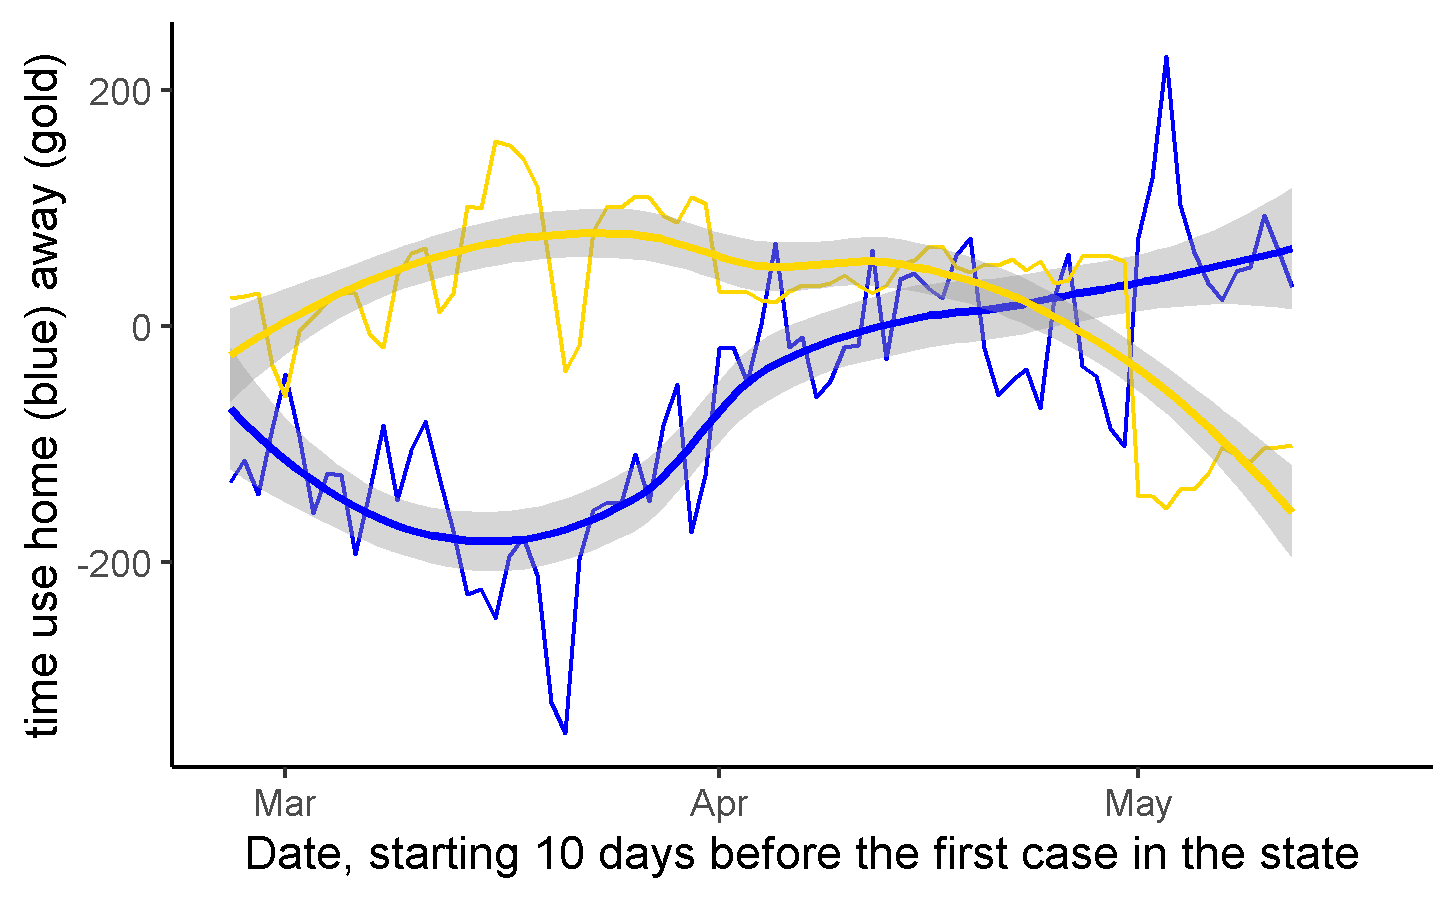 time use home (blue) away (gold)
200
0
-200
Mar Apr May
Date, starting 10 days before the first case in the state